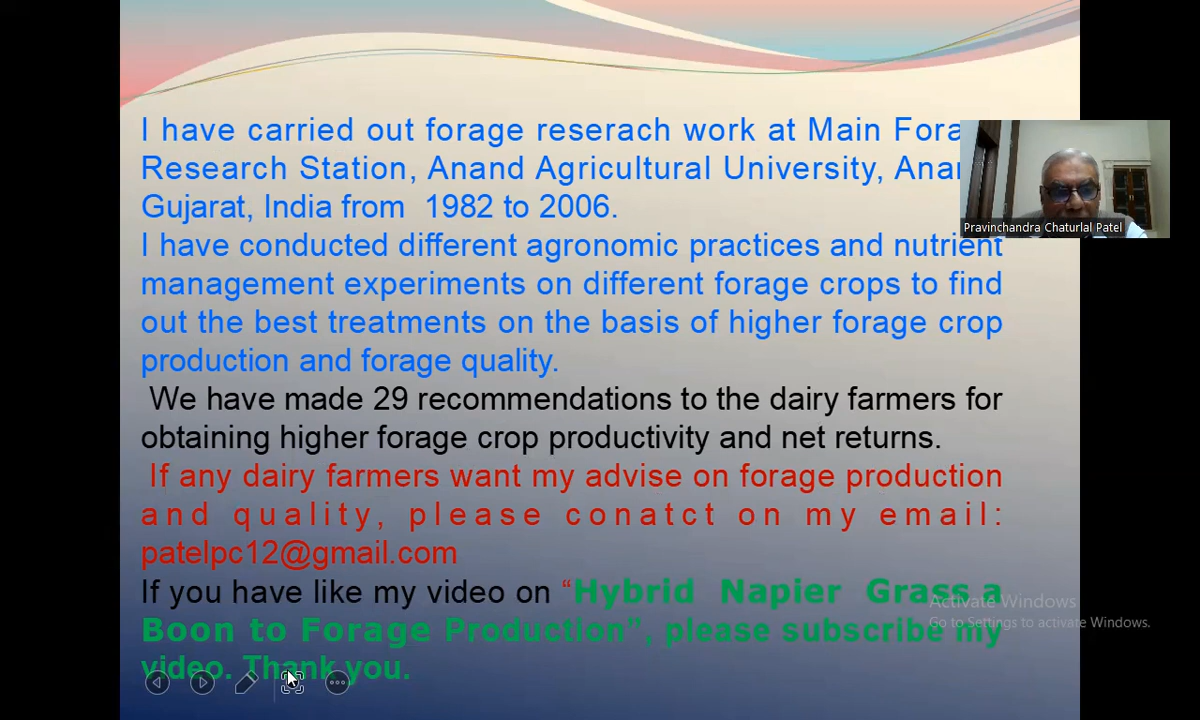 I have carried out forage reserach work at Main Fora
Research Station, Anand Agricultural University, Anan
Gujarat, India from 1982 to 2006.
I have conducted different agronomic practices and nutrient
management experiments on different forage crops to find
out the best treatments on the basis of higher forage crop
production and forage quality.
We have made 29 recommendations to the dairy farmers for
obtaining higher forage crop productivity and net returns.
If any dairy farmers want my advise on forage production
and quality, please conatct on my email:
patelpc12@gmail.com
If you have like my video on “Hybrid Napier Grass a
Boon to Forage Production”, please subscribe my
video. Thank you.
Pravinchandra Chaturlal Patel
Activate Windows
Go to Settings to activate Windows.